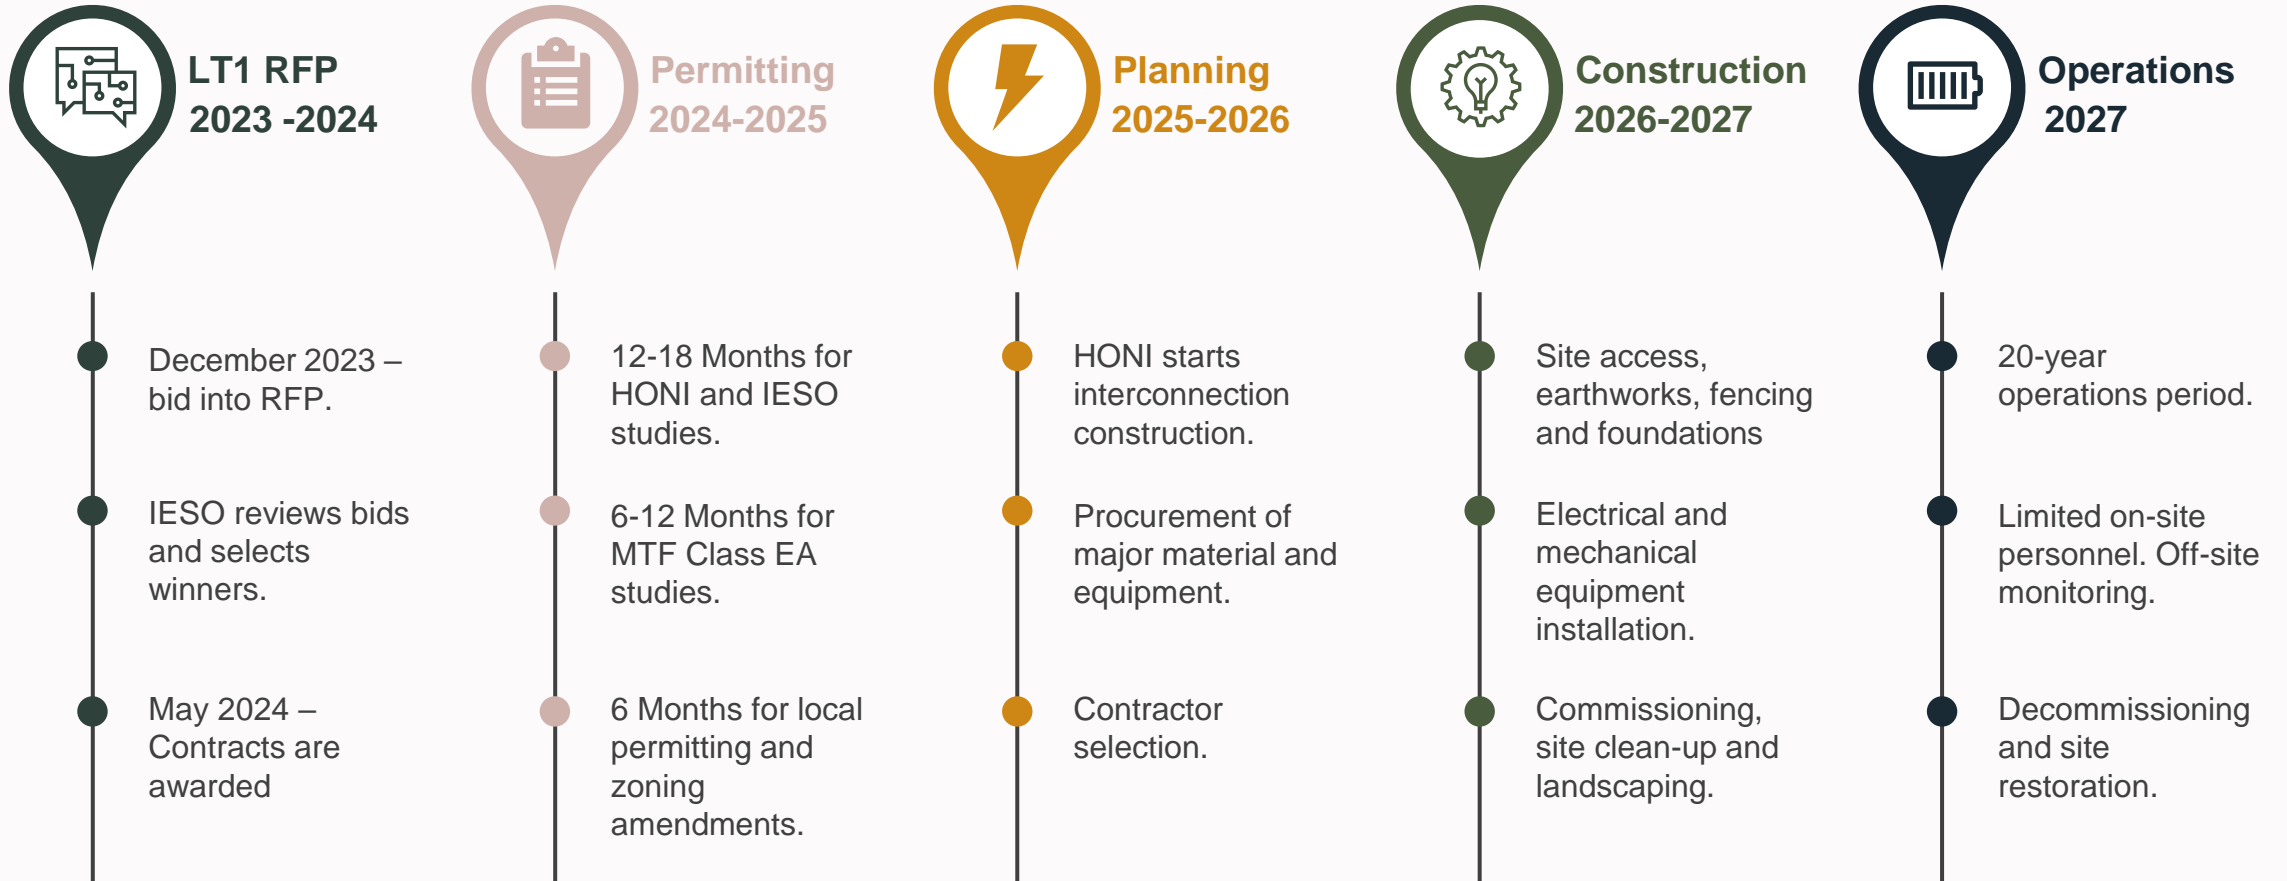 LT1 RFP
2023 -2024
December 2023 –
bid into RFP.
IESO reviews bids
and selects
winners.
May 2024 –
Contracts are
awarded
Permitting
2024-2025
12-18 Months for
HONI and IESO
studies.
6-12 Months for
MTF Class EA
studies.
6 Months for local
permitting and
zoning
amendments.
Planning
2025-2026
HONI starts
interconnection
construction.
Procurement of
major material and
equipment.
Contractor
selection.
Construction
2026-2027
Site access,
earthworks, fencing
and foundations
Electrical and
mechanical
equipment
installation.
Commissioning,
site clean-up and
landscaping.
Operations
2027
20-year
operations period.
Limited on-site
personnel. Off-site
monitoring.
Decommissioning
and site
restoration.